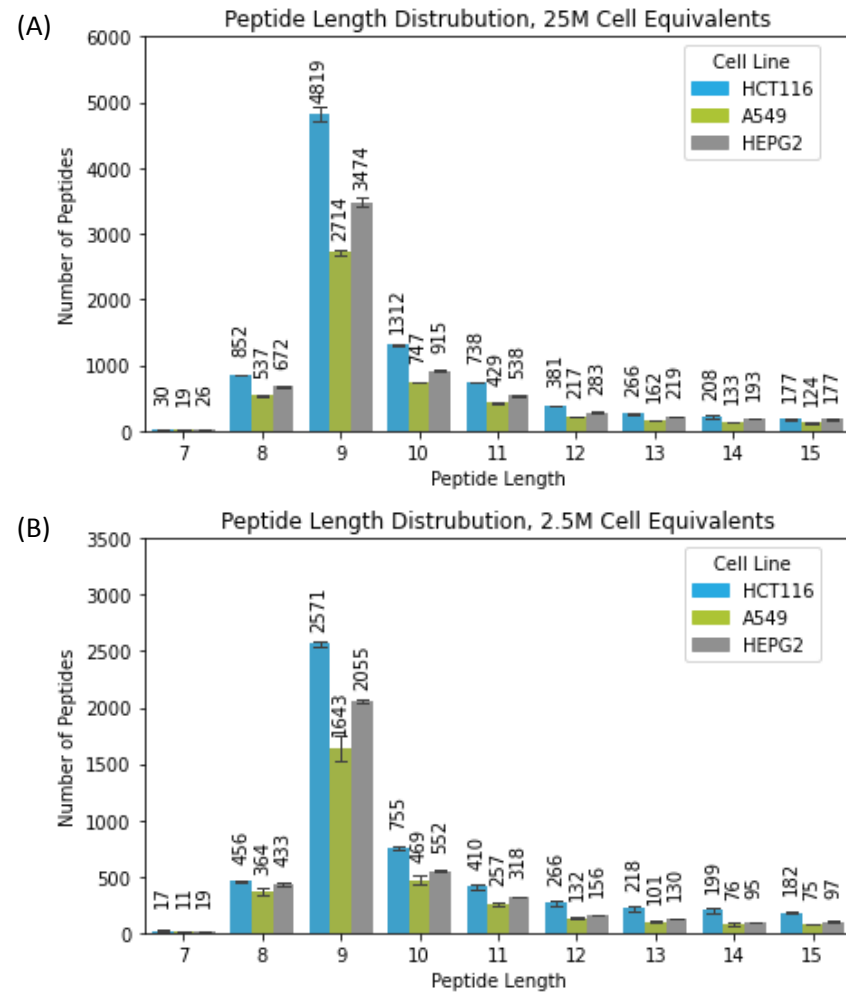 (A)
Peptide Length Distrubution, 25M Cell Equivalents
Number of Peptides
6000
5000
4000
3000
2000
1000
0
Cell Line
HCT116
A549
HEPG2
30 19 26
852 537 672
4819 2714 3474
1312 747 915
738 429 538
381 217 283
266 162 219
208 133 193
177 124 177
7 8 9 10 11 12 13 14 15
Peptide Length
(B)
Peptide Length Distrubution, 2.5M Cell Equivalents
Number of Peptides
3500
3000
2500
2000
1500
1000
500
0
Cell Line
HCT116
A549
HEPG2
17 11 19
456 364 433
2571 1643 2055
755 469 552
410 257 318
266 132 156
218 101 130
199 76 95
182 75 97
7 8 9 10 11 12 13 14 15
Peptide Length